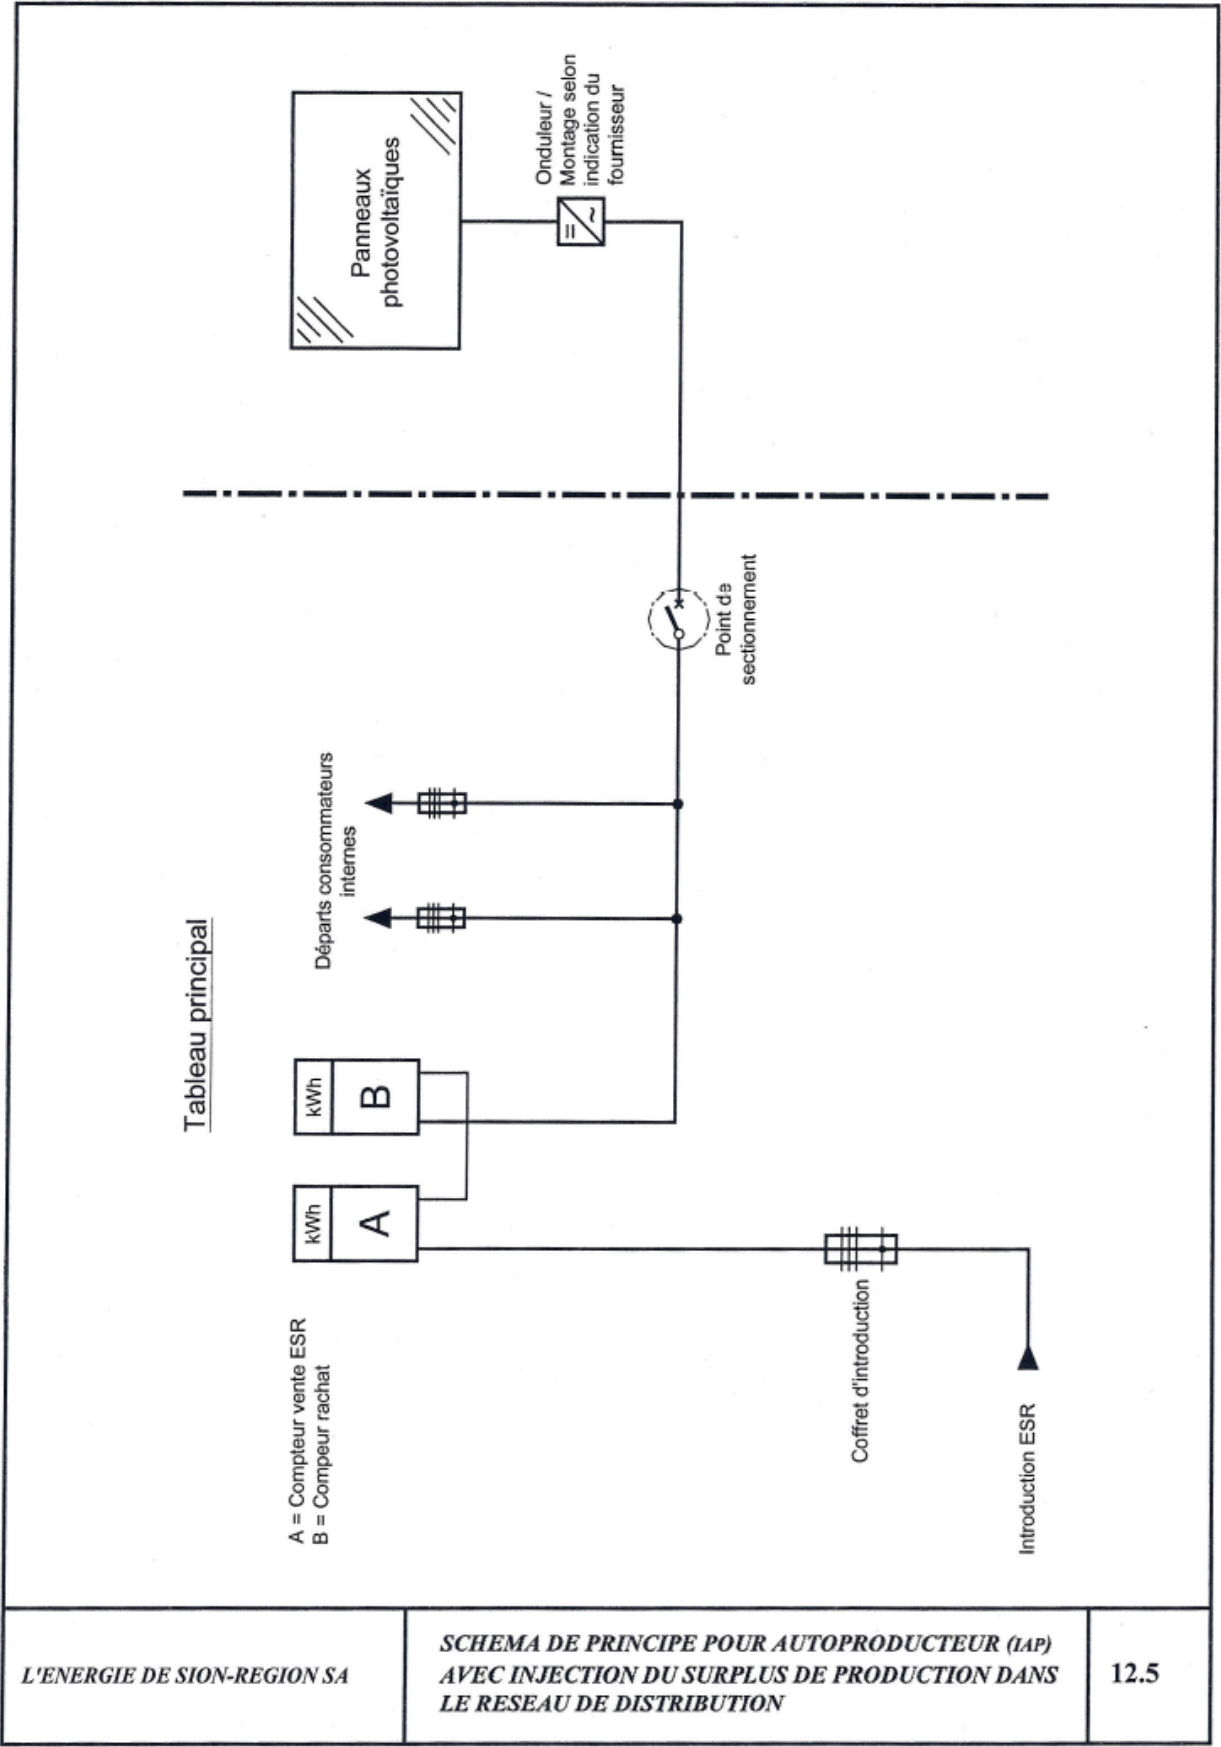 Tableau principal
Panneaux
photovoltaïques
Onduleur /
Montage selon
indication du
fournisseur
Point de
sectionnement
Départs consommateurs
internes
kWh
B
kWh
A
A = Compteur vente ESR
B = Compeur rachat
Coffret d'introduction
Introduction ESR
= ~
L'ENERGIE DE SION-REGION SA
SCHEMA DE PRINCIPE POUR AUTOPRODUCTEUR (IAP)
AVEC INJECTION DU SURPLUS DE PRODUCTION DANS
LE RESEAU DE DISTRIBUTION
12.5